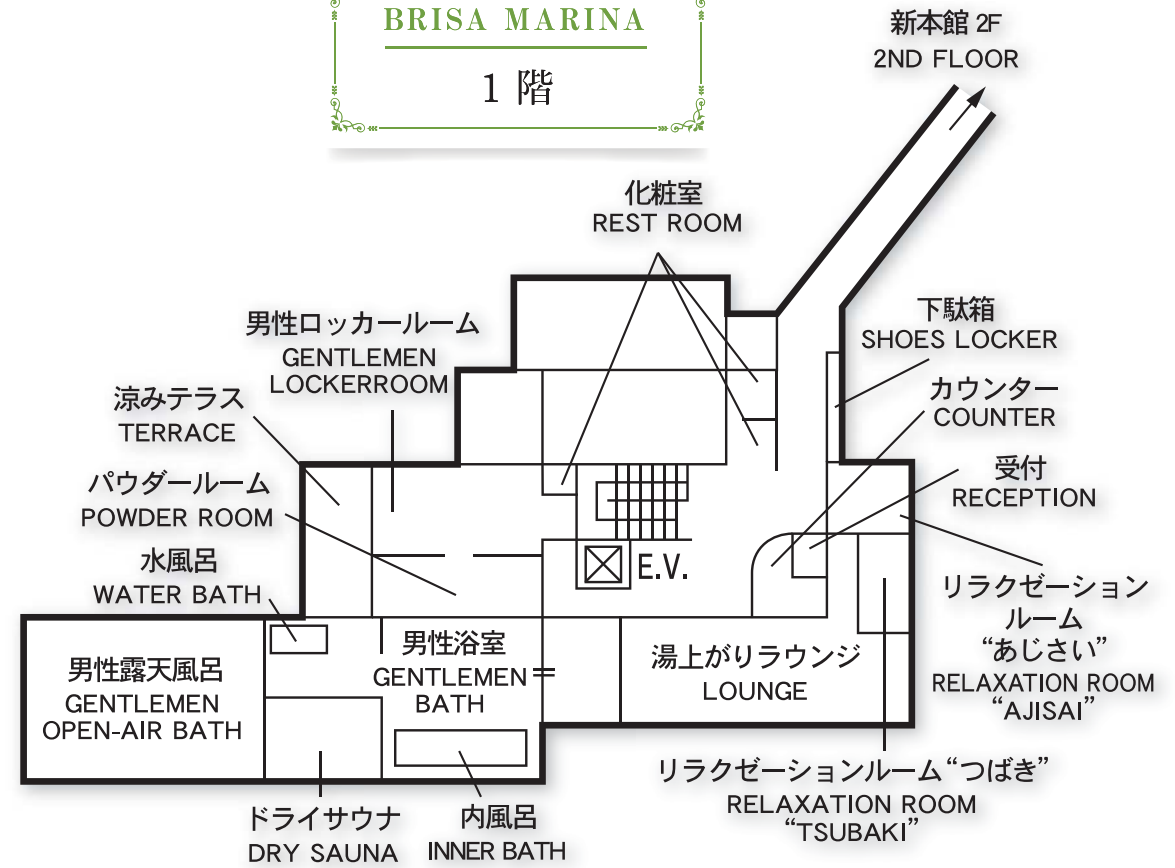 BRISA MARINA
1 階
新本館 2F
2ND FLOOR
化粧室
REST ROOM
男性ロッカールーム
GENTLEMEN
LOCKERROOM
下駄箱
SHOES LOCKER
涼みテラス
TERRACE
カウンター
COUNTER
パウダールーム
POWDER ROOM
受付
RECEPTION
水風呂
WATER BATH
E.V.
リラクゼーション
ルーム
“あじさい”
RELAXATION ROOM
“AJISAI”
男性露天風呂
GENTLEMEN
OPEN-AIR BATH
男性浴室
GENTLEMEN
BATH
湯上がりラウンジ
LOUNGE
リラクゼーションルーム“つばき”
RELAXATION ROOM
“TSUBAKI”
ドライサウナ
DRY SAUNA
内風呂
INNER BATH